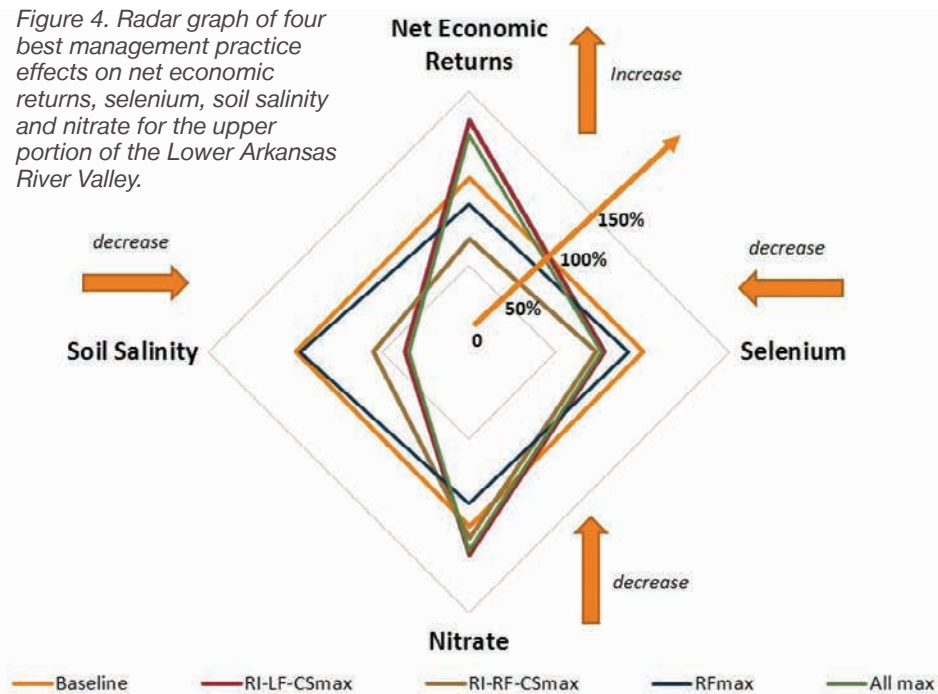 Figure 4. Radar graph of four
best management practice
effects on net economic
returns, selenium, soil salinity
and nitrate for the upper
portion of the Lower Arkansas
River Valley.
Net Economic
Returns
Increase
decrease
150%
decrease
100%
50%
0
Soil Salinity
Selenium
decrease
Nitrate
Baseline RI-LF-CSmax RI-RF-CSmax RFmax All max